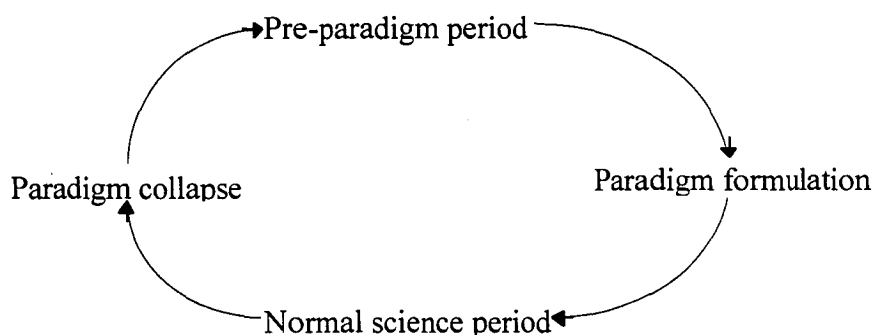 Pre-paradigm period
Paradigm collapse
Paradigm formulation
Normal science period